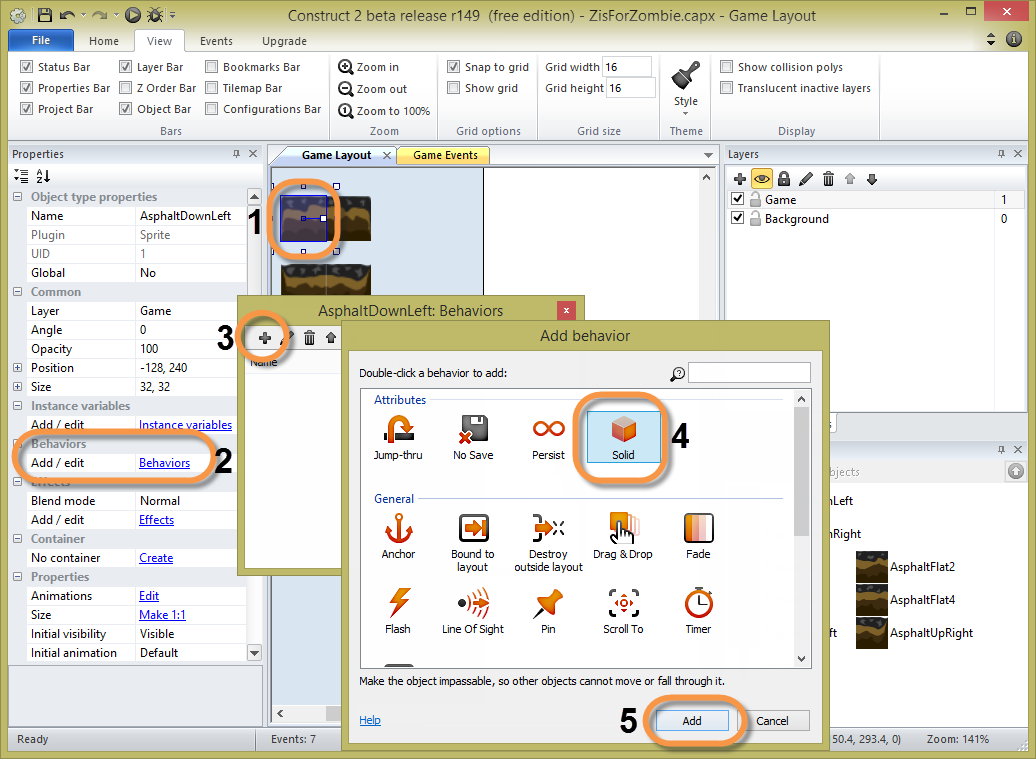 Construct 2 beta release r149 (free edition) - ZisForZombie.capx - Game Layout
File Home View Events Upgrade
Status Bar Layer Bar Bookmarks Bar Zoom in Snap to grid Grid width 16 Show collision polys
Properties Bar Z Order Bar Tilemap Bar Zoom out Show grid Grid height 16 Translucent inactive layers
Project Bar Object Bar Configurations Bar Zoom to 100% Style
Bars Zoom Grid options Grid size Theme Display
Properties
Object type properties
Name AsphaltDownLeft
Plugin Sprite
UID 1
Global No
Common
Layer Game
Angle 0
Opacity 100
Position -128, 240
Size 32, 32
Instance variables
Add / edit Instance variables
Behaviors
Add / edit Behaviors
Effects
Blend mode Normal
Add / edit Effects
Container
No container Create
Properties
Animations Edit
Size Make 1:1
Initial visibility Visible
Initial animation Default
Game Layout Game Events
1
2
3
AsphaltDownLeft: Behaviors
Name
Add behavior
Double-click a behavior to add:
Attributes
Jump-thru No Save Persist Solid
4
General
Anchor Bound to layout Destroy outside layout Drag & Drop Fade
Flash Line Of Sight Pin Scroll To Timer
Make the object impassable, so other objects cannot move or fall through it.
Help
5
Add Cancel
Layers
Game 1
Background 0
bjects
nLeft
nRight
AsphaltFlat2
AsphaltFlat4
ft AsphaltUpRight
Ready Events: 7 50.4, 293.4, 0) Zoom: 141%